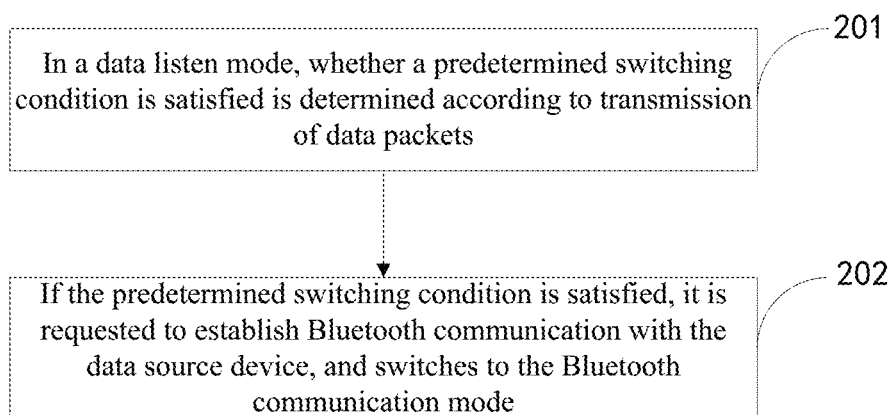 201
In a data listen mode, whether a predetermined switching
condition is satisfied is determined according to transmission
of data packets
202
If the predetermined switching condition is satisfied, it is
requested to establish Bluetooth communication with the
data source device, and switches to the Bluetooth
communication mode